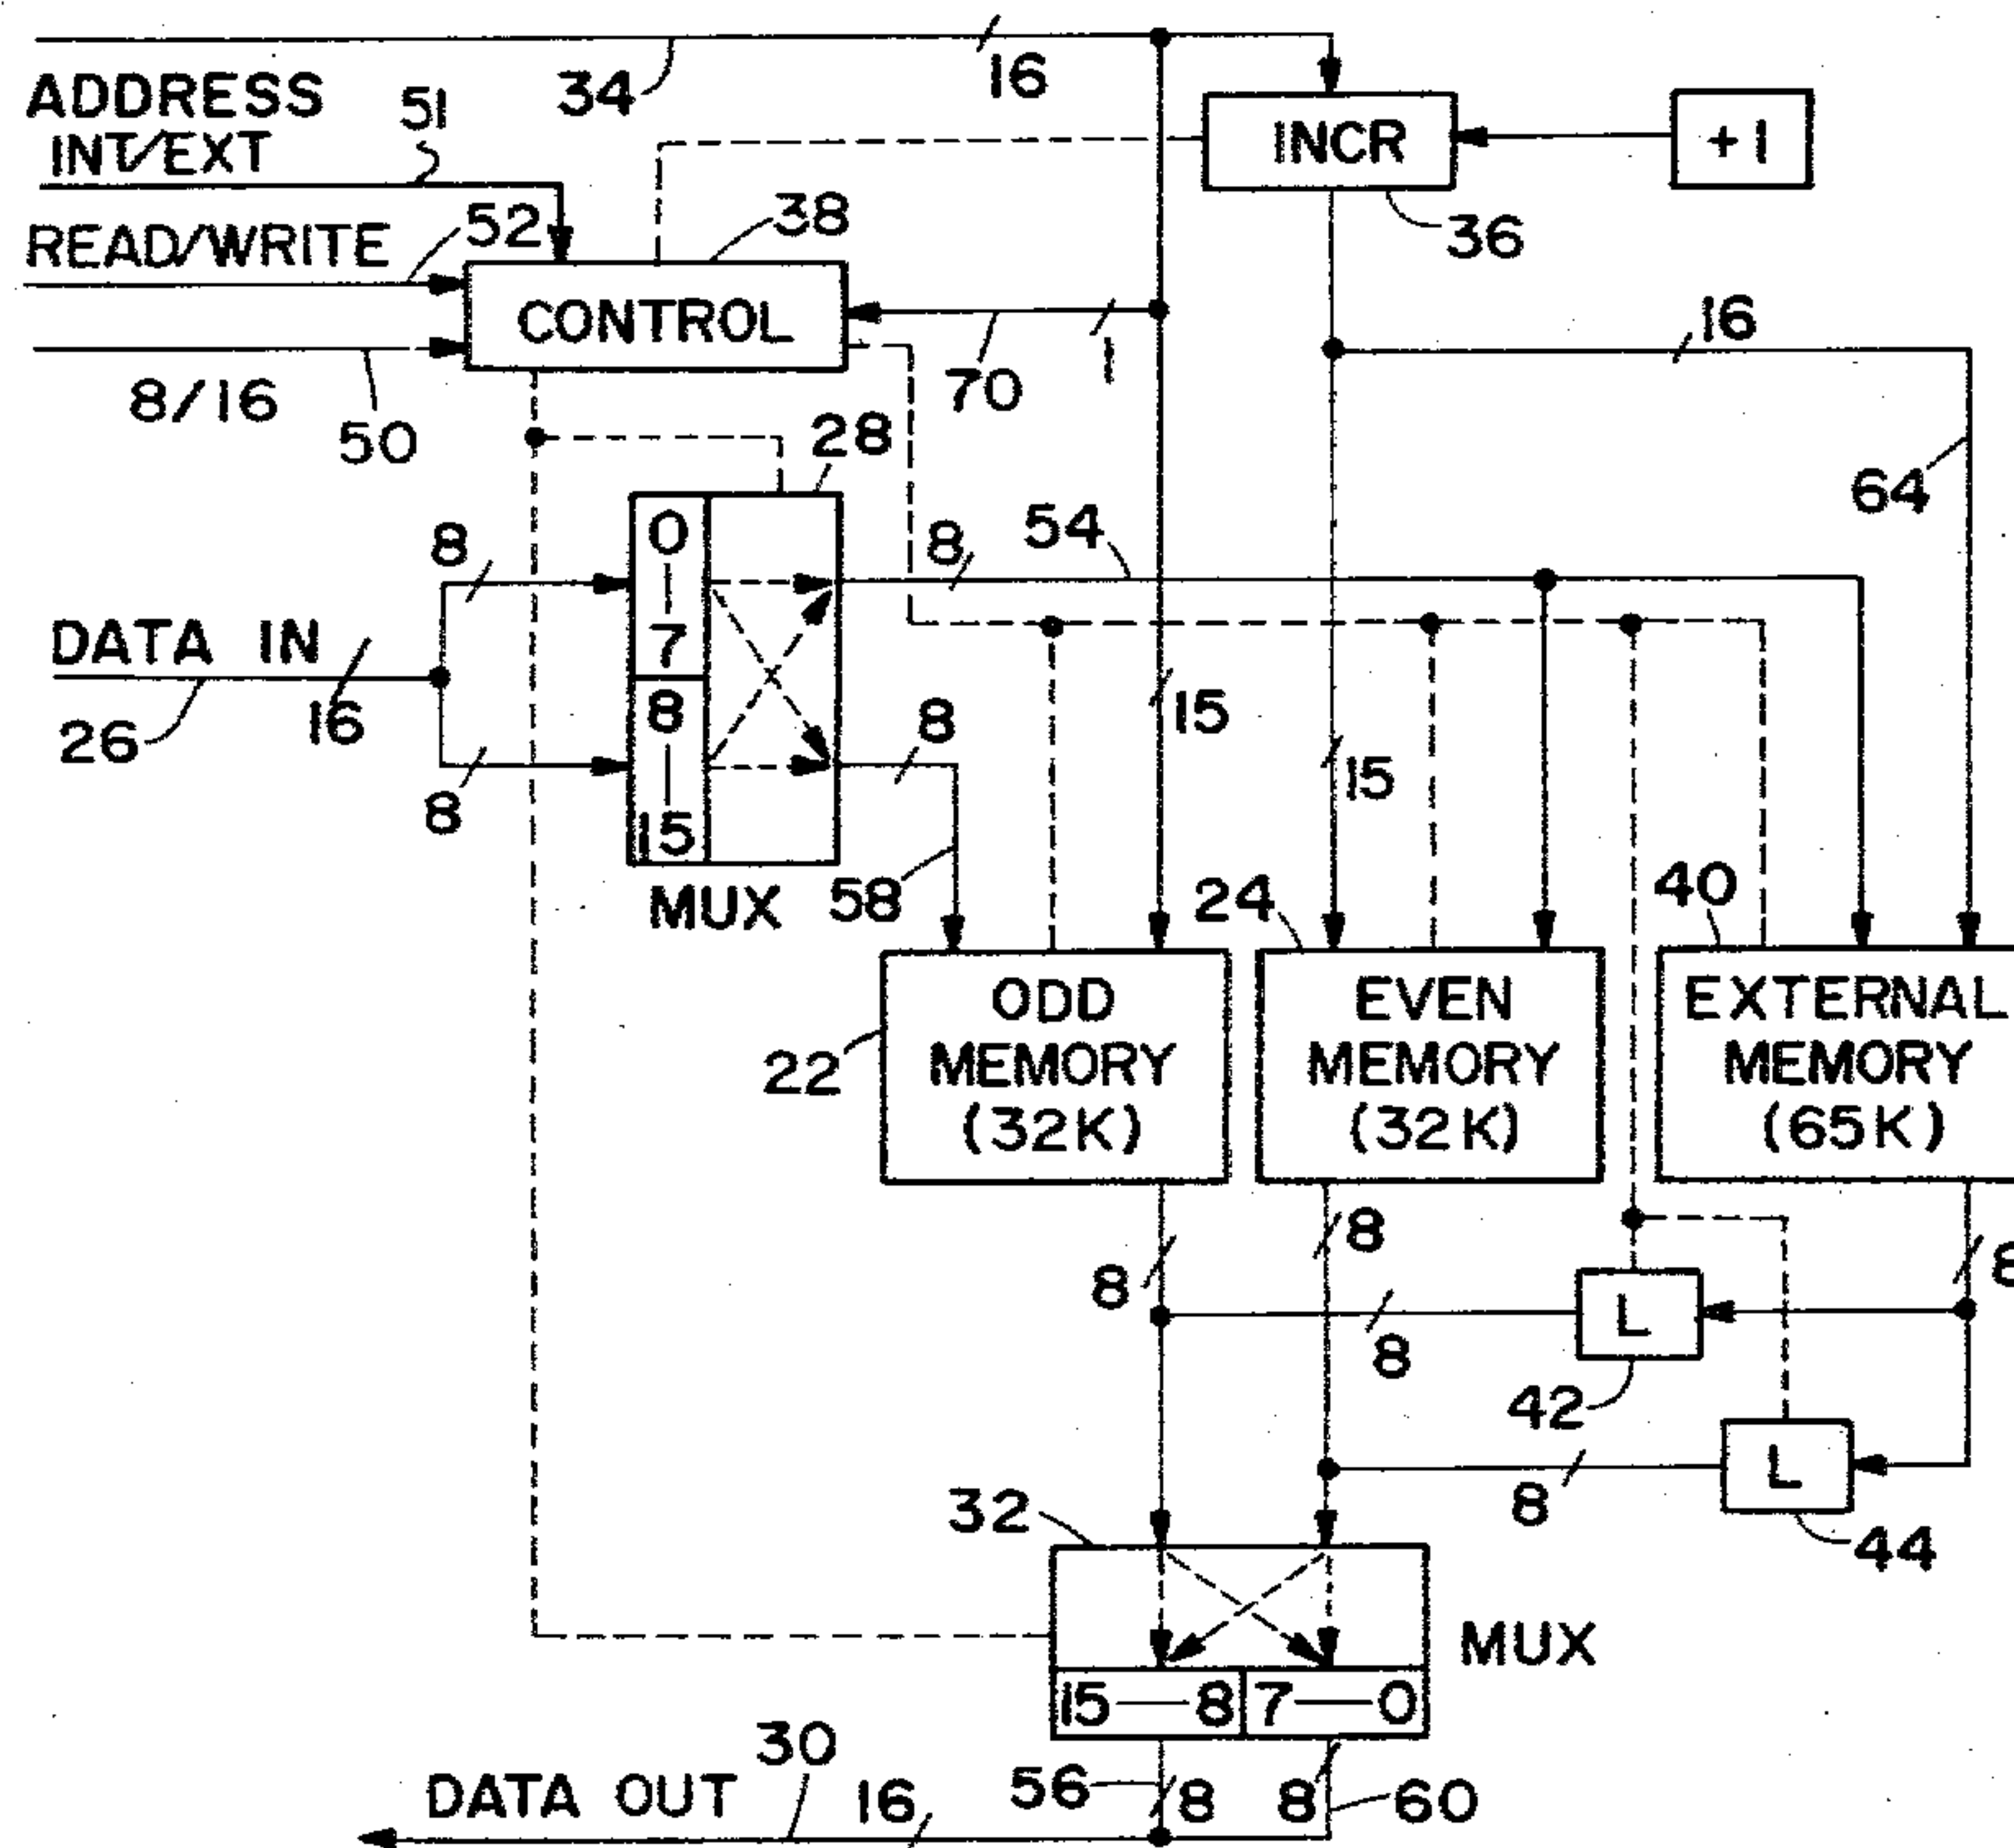 16
34
ADDRESS
51
INT/EXT
INCR
+1
38
36
52
READ/WRITE
CONTROL
16
70
1
8/16
50
28
64
8
0
7
8
54
DATA IN
16
26
8
15
8
15
8
15
MUX
58
24
40
ODD
MEMORY
(32K)
22
EVEN
MEMORY
(32K)
EXTERNAL
MEMORY
(65K)
8
8
8
L
8
42
L
8
44
32
MUX
15—8
7—0
30
DATA OUT
16
56
8
8
60